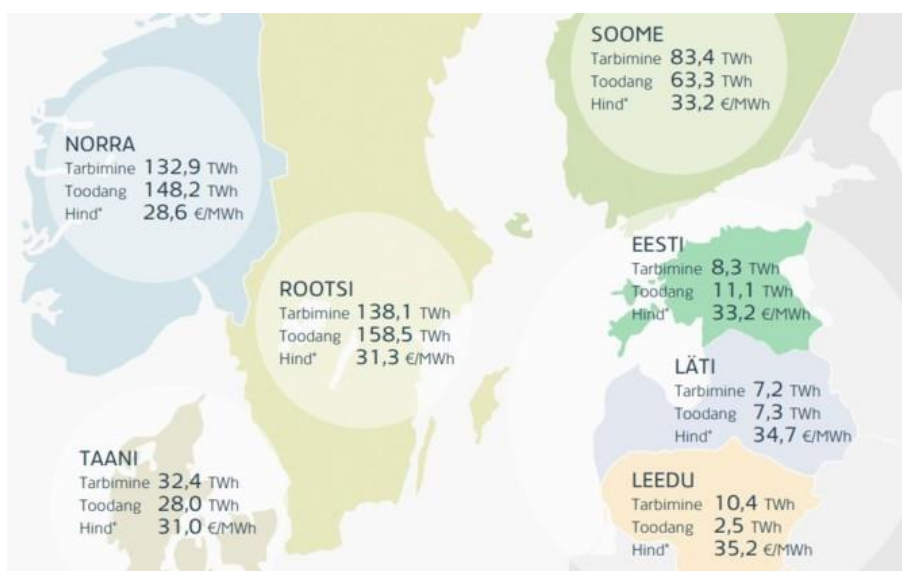 SOOME
Tarbimine 83,4 TWh
Toodang 63,3 TWh
Hind* 33,2 €/MWh
NORRA
Tarbimine 132,9 TWh
Toodang 148,2 TWh
Hind* 28,6 €/MWh
EESTI
Tarbimine 8,3 TWh
Toodang 11,1 TWh
Hind* 33,2 €/MWh
ROOTSI
Tarbimine 138,1 TWh
Toodang 158,5 TWh
Hind* 31,3 €/MWh
LÄTI
Tarbimine 7,2 TWh
Toodang 7,3 TWh
Hind* 34,7 €/MWh
TAANI
Tarbimine 32,4 TWh
Toodang 28,0 TWh
Hind* 31,0 €/MWh
LEEDU
Tarbimine 10,4 TWh
Toodang 2,5 TWh
Hind* 35,2 €/MWh